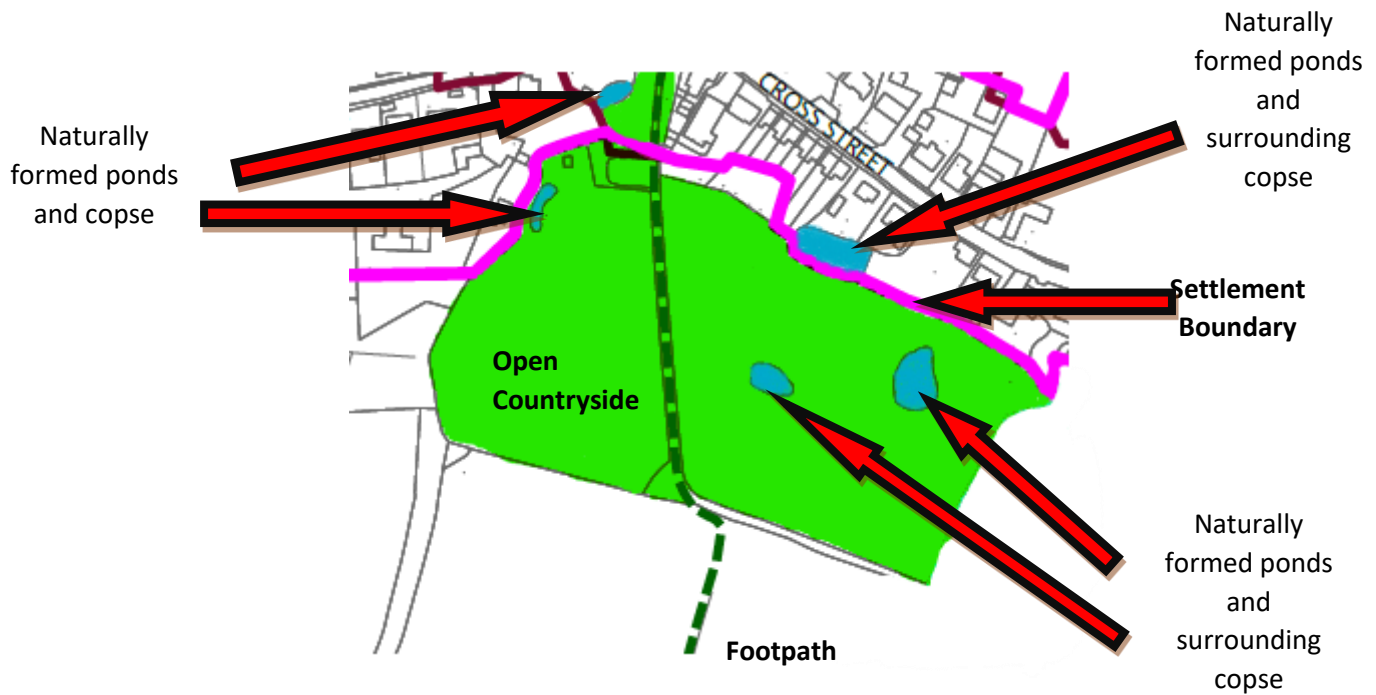 Naturally
formed ponds
and
surrounding
copse
CROSS STREET
Naturally
formed ponds
and copse
Settlement
Boundary
Open
Countryside
Naturally
formed ponds
and
surrounding
copse
Footpath